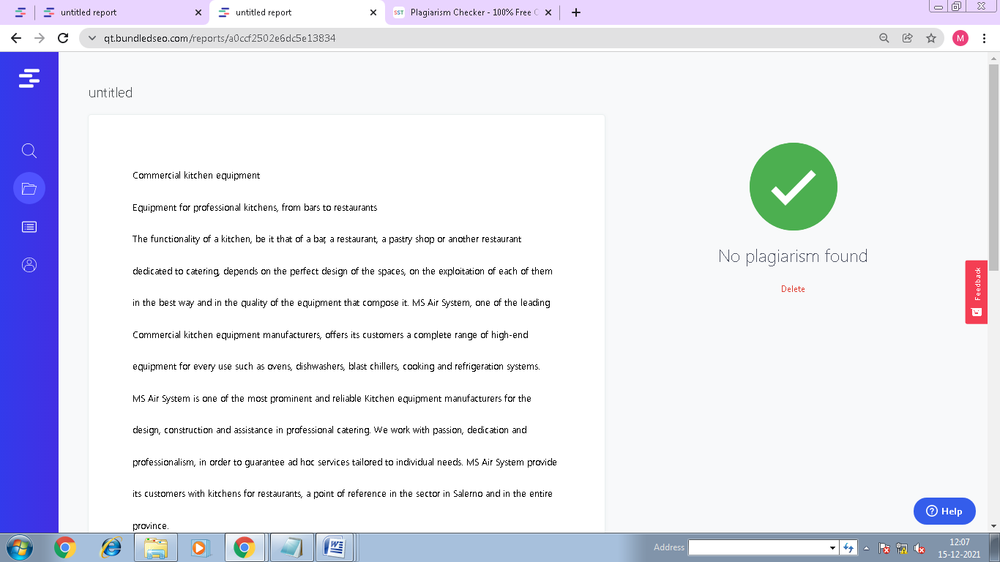 untitled report
untitled report
SST Plagiarism Checker - 100% Free
qt.bundledseo.com/reports/a0ccf2502e6dc5e13834
M
untitled
Commercial kitchen equipment
Equipment for professional kitchens, from bars to restaurants
The functionality of a kitchen, be it that of a bar, a restaurant, a pastry shop or another restaurant
dedicated to catering, depends on the perfect design of the spaces, on the exploitation of each of them
in the best way and in the quality of the equipment that compose it. MS Air System, one of the leading
Commercial kitchen equipment manufacturers, offers its customers a complete range of high-end
equipment for every use such as ovens, dishwashers, blast chillers, cooking and refrigeration systems.
MS Air System is one of the most prominent and reliable Kitchen equipment manufacturers for the
design, construction and assistance in professional catering. We work with passion, dedication and
professionalism, in order to guarantee ad hoc services tailored to individual needs. MS Air System provide
its customers with kitchens for restaurants, a point of reference in the sector in Salerno and in the entire
province.
No plagiarism found
Delete
Feedback
Help
Address
12:07
15-12-2021